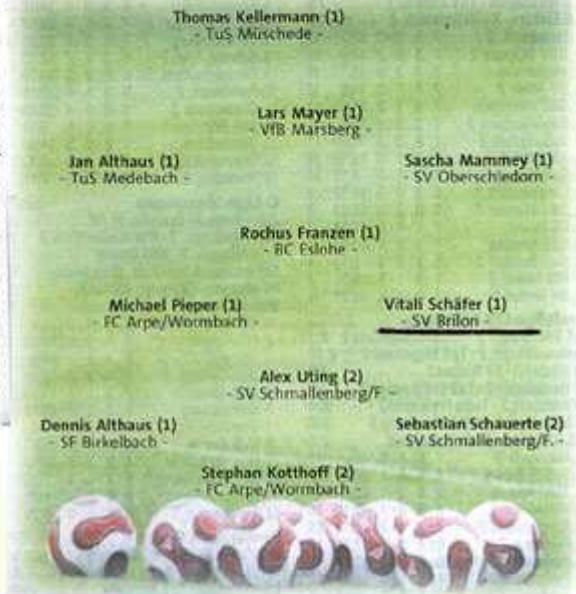 Thomas Kellermann (1)
- TuS Müschede -
Lars Mayer (1)
- VfB Marsberg -
Jan Althaus (1)
- TuS Medebach -
Sascha Mammey (1)
- SV Oberschledorn -
Rochus Franzen (1)
- BC Eslohe -
Michael Pieper (1)
- FC Arpe/Wormbach -
Vitali Schäfer (1)
- SV Brilon -
Alex Uting (2)
- SV Schmallenberg/F. -
Dennis Althaus (1)
- SF Birkelbach -
Sebastian Schauerte (2)
- SV Schmallenberg/F. -
Stephan Kotthoff (2)
- FC Arpe/Wormbach -